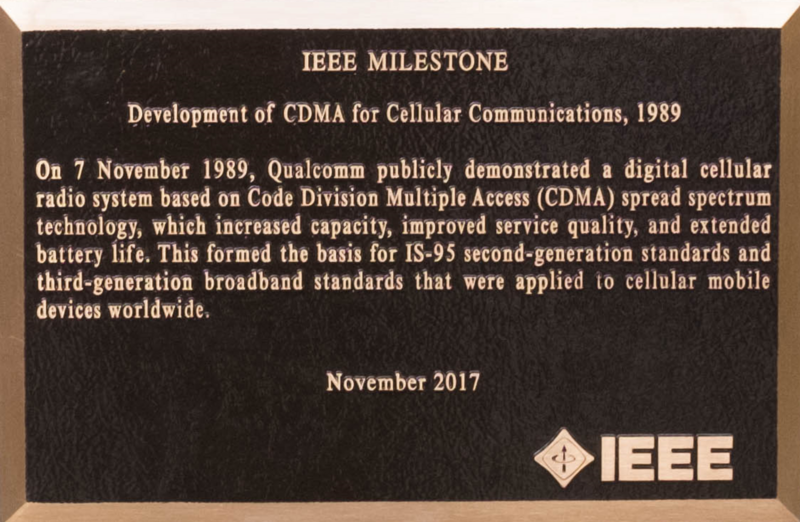 IEEE MILESTONE
Development of CDMA for Cellular Communications, 1989
On 7 November 1989, Qualcomm publicly demonstrated a digital cellular
radio system based on Code Division Multiple Access (CDMA) spread spectrum
technology, which increased capacity, improved service quality, and extended
battery life. This formed the basis for IS-95 second-generation standards and
third-generation broadband standards that were applied to cellular mobile
devices worldwide.
November 2017
IEEE